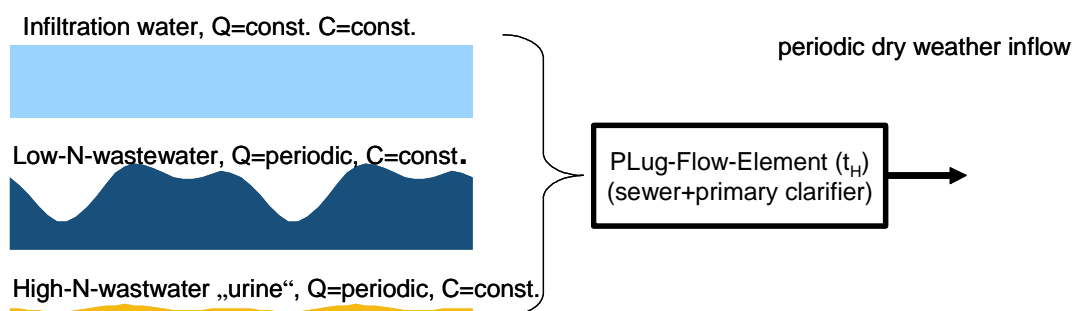 Infiltration water, Q=const. C=const.
periodic dry weather inflow
Low-N-wastewater, Q=periodic, C=const.
PLug-Flow-Element (tH)
(sewer+primary clarifier)
High-N-wastwater „urine“, Q=periodic, C=const.